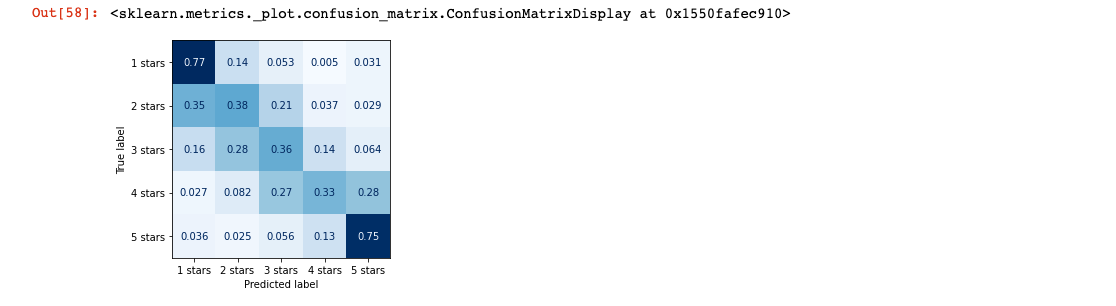 Out[58]: <sklearn.metrics._plot.confusion_matrix.ConfusionMatrixDisplay at 0x1550fafec910>
1 stars 0.77 0.14 0.053 0.005 0.031
2 stars 0.35 0.38 0.21 0.037 0.029
3 stars 0.16 0.28 0.36 0.14 0.064
4 stars 0.027 0.082 0.27 0.33 0.28
5 stars 0.036 0.025 0.056 0.13 0.75
True label
1 stars 2 stars 3 stars 4 stars 5 stars
Predicted label